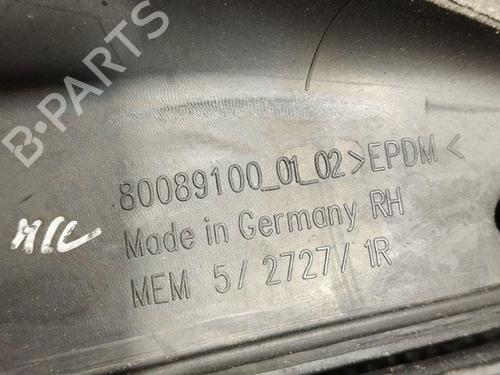 B-PARTS
80089100_01_02 >EPDM<
Made in Germany RH
MEM 5/ 2727/ 1R